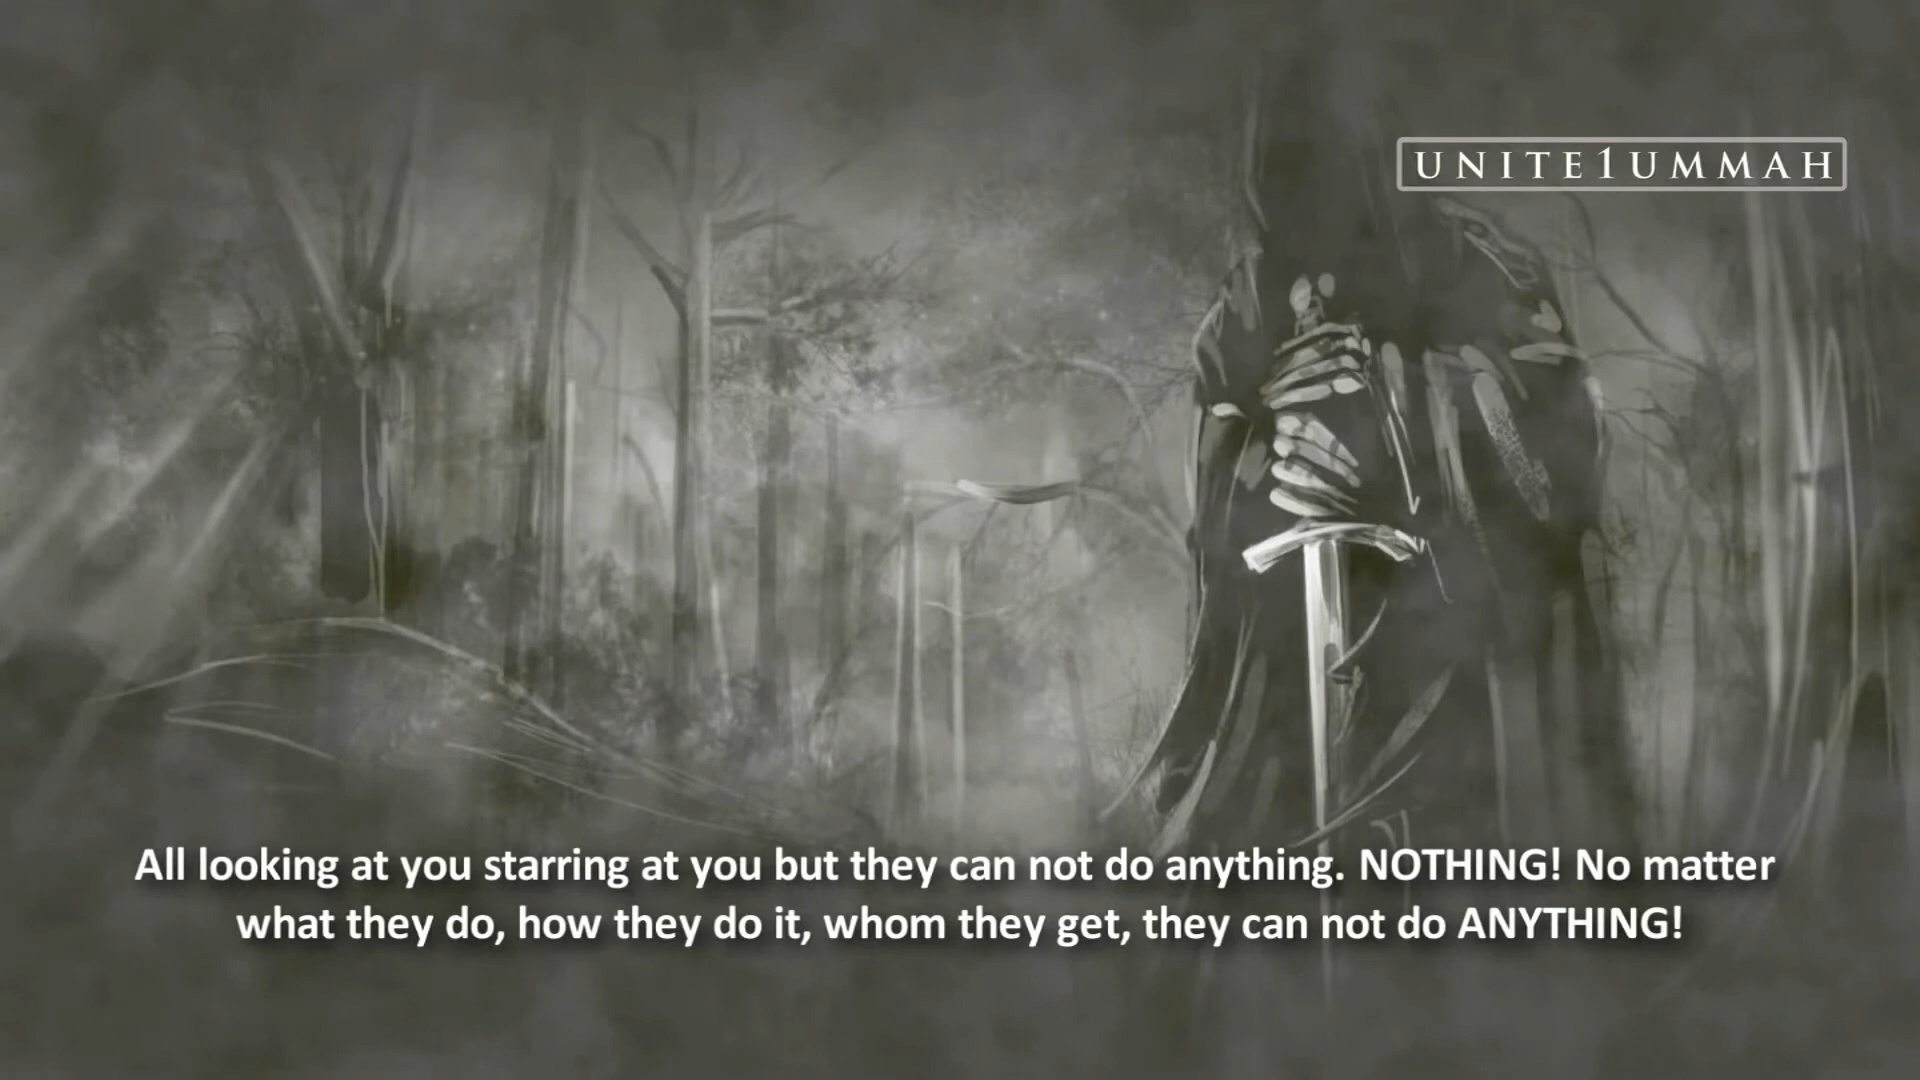 UNITE1UMMAH
All looking at you starring at you but they can not do anything. NOTHING! No matter
what they do, how they do it, whom they get, they can not do ANYTHING!